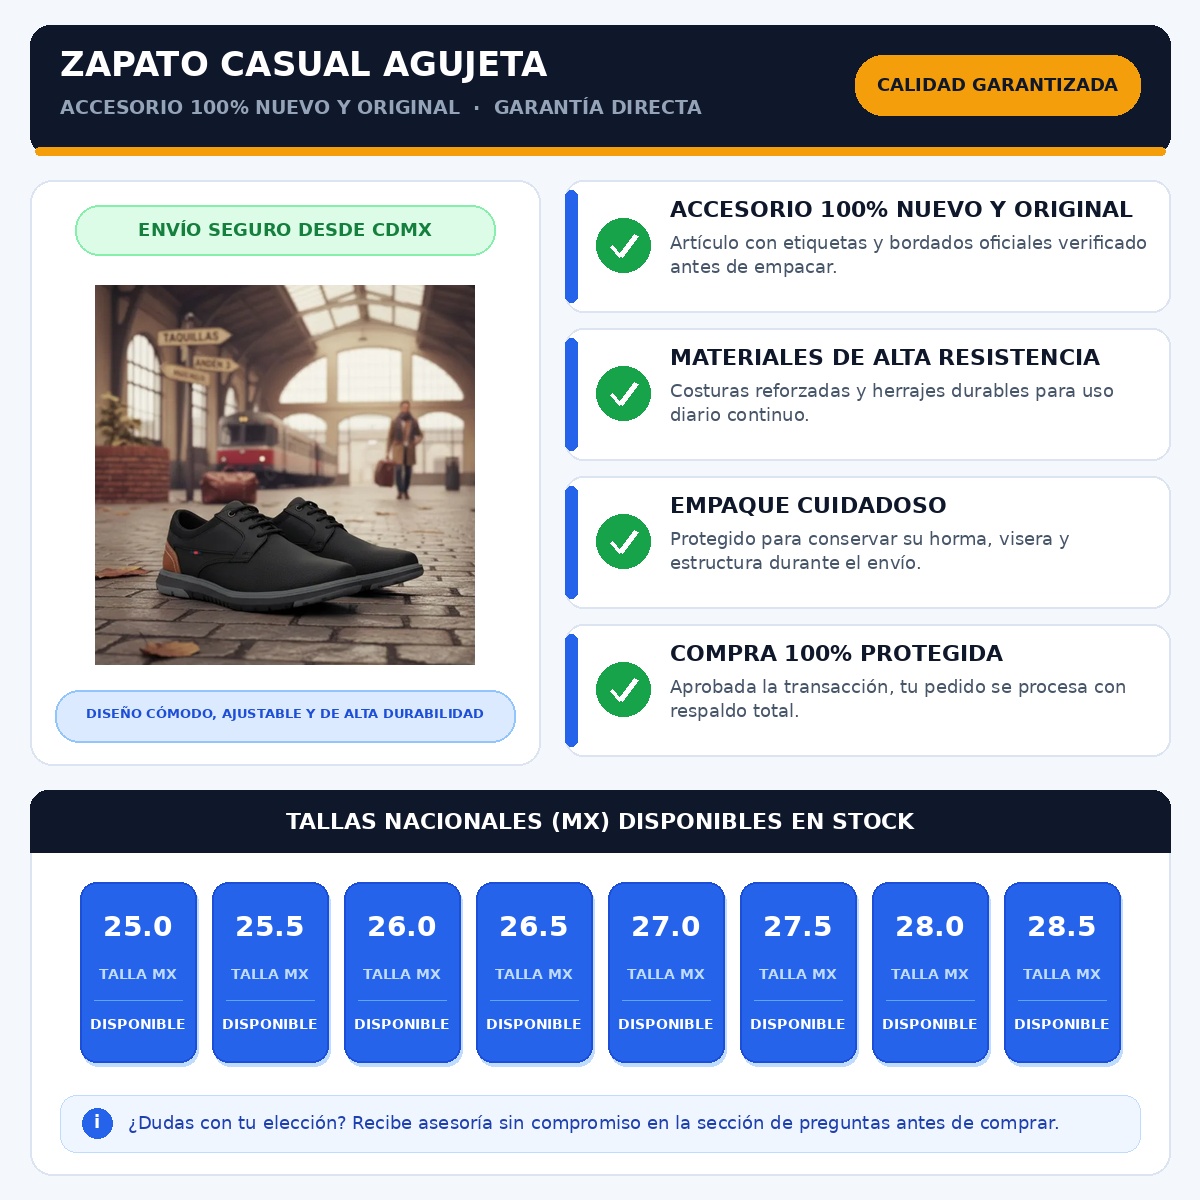 ZAPATO CASUAL AGUJETA
ACCESORIO 100% NUEVO Y ORIGINAL · GARANTÍA DIRECTA
CALIDAD GARANTIZADA
ENVÍO SEGURO DESDE CDMX
TAQUILLAS
ANDÉN 3
DISEÑO CÓMODO, AJUSTABLE Y DE ALTA DURABILIDAD
ACCESORIO 100% NUEVO Y ORIGINAL
Artículo con etiquetas y bordados oficiales verificado
antes de empacar.
MATERIALES DE ALTA RESISTENCIA
Costuras reforzadas y herrajes durables para uso
diario continuo.
EMPAQUE CUIDADOSO
Protegido para conservar su horma, visera y
estructura durante el envío.
COMPRA 100% PROTEGIDA
Aprobada la transacción, tu pedido se procesa con
respaldo total.
TALLAS NACIONALES (MX) DISPONIBLES EN STOCK
25.0 25.5 26.0 26.5 27.0 27.5 28.0 28.5
TALLA MX TALLA MX TALLA MX TALLA MX TALLA MX TALLA MX TALLA MX TALLA MX
DISPONIBLE DISPONIBLE DISPONIBLE DISPONIBLE DISPONIBLE DISPONIBLE DISPONIBLE DISPONIBLE
i ¿Dudas con tu elección? Recibe asesoría sin compromiso en la sección de preguntas antes de comprar.